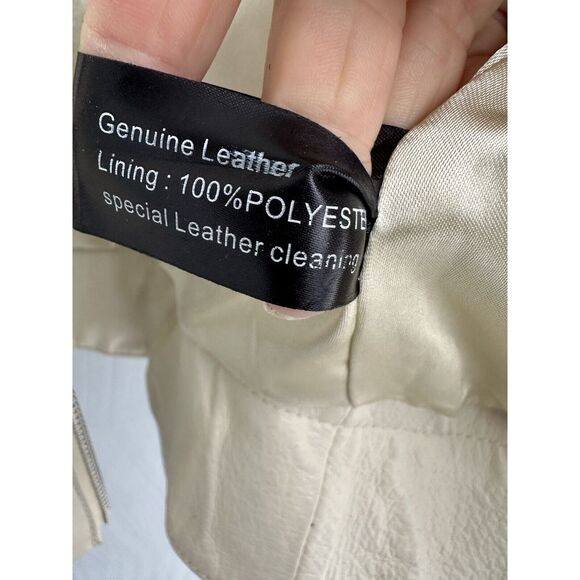 Genuine Leather
Lining : 100%POLYESTE
special Leather cleaning